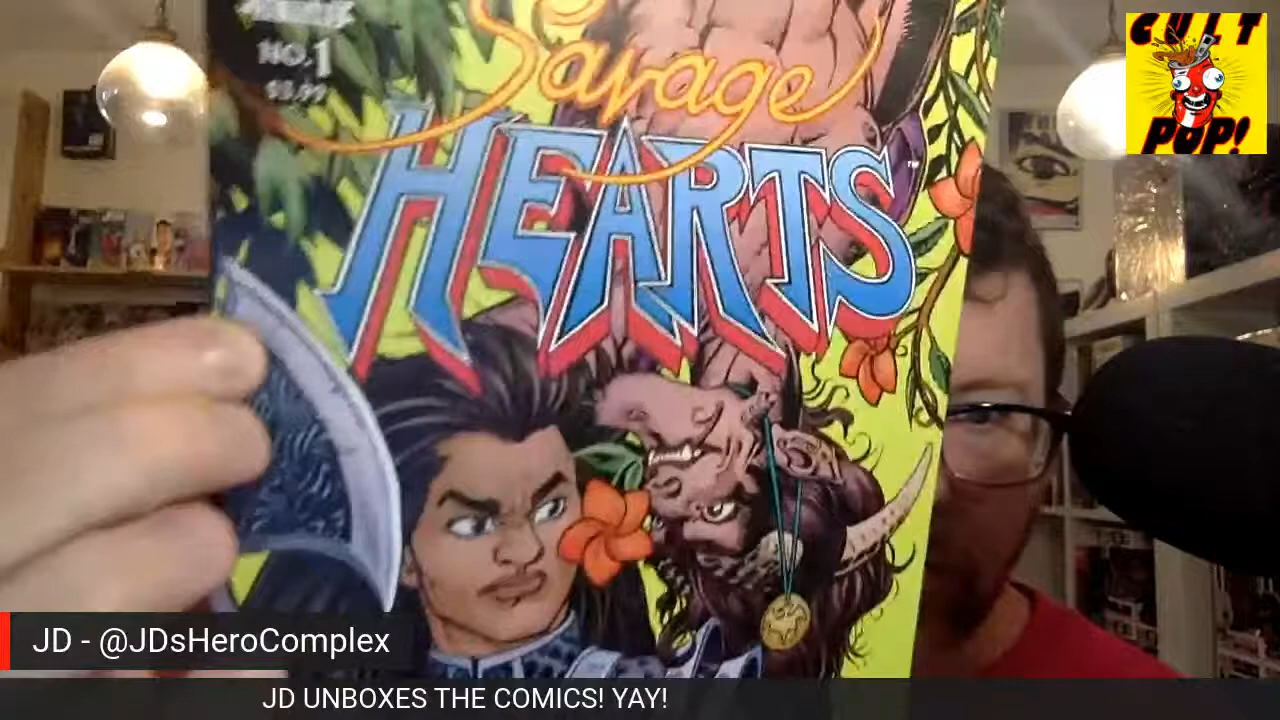 NO.1
$3.99
Savage
HEARTS
CULT
POP!
JD - @JDsHeroComplex
JD UNBOXES THE COMICS! YAY!